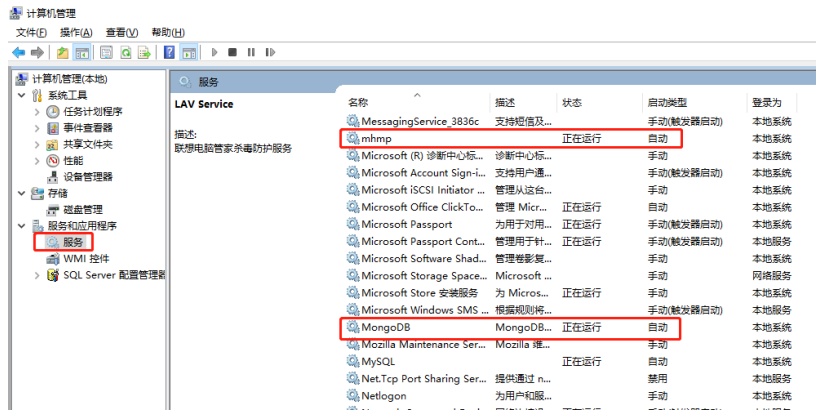 计算机管理
文件(F) 操作(A) 查看(V) 帮助(H)
计算机管理(本地)
系统工具
任务计划程序
事件查看器
共享文件夹
性能
设备管理器
存储
磁盘管理
服务和应用程序
服务
WMI 控件
SQL Server 配置管理器
服务
LAV Service
描述:
联想电脑管家杀毒防护服务
名称 描述 状态 启动类型 登录为
MessagingService_3836c 支持短信及... 手动(触发器启动) 本地系统
mhmp 正在运行 自动 本地系统
Microsoft (R) 诊断中心标... 诊断中心标... 手动 本地系统
Microsoft Account Sign-i... 支持用户通... 手动(触发器启动) 本地系统
Microsoft iSCSI Initiator ... 管理从这台... 手动 本地系统
Microsoft Office ClickTo... 管理 Micr... 正在运行 自动 本地系统
Microsoft Passport 为用于对用... 正在运行 手动(触发器启动) 本地系统
Microsoft Passport Cont... 管理用于针... 正在运行 手动(触发器启动) 本地服务
Microsoft Software Shad... 管理卷影复... 手动 本地系统
Microsoft Storage Space... Microsoft ... 手动 网络服务
Microsoft Store 安装服务 为 Micros... 正在运行 手动 本地系统
Microsoft Windows SMS ... 根据规则将... 手动(触发器启动) 本地服务
MongoDB MongoDB... 正在运行 自动 本地系统
Mozilla Maintenance Ser... Mozilla 维... 手动 本地系统
MySQL 正在运行 自动 本地系统
Net.Tcp Port Sharing Ser... 提供通过 n... 禁用 本地服务
Netlogon 为用户和服... 手动 本地系统